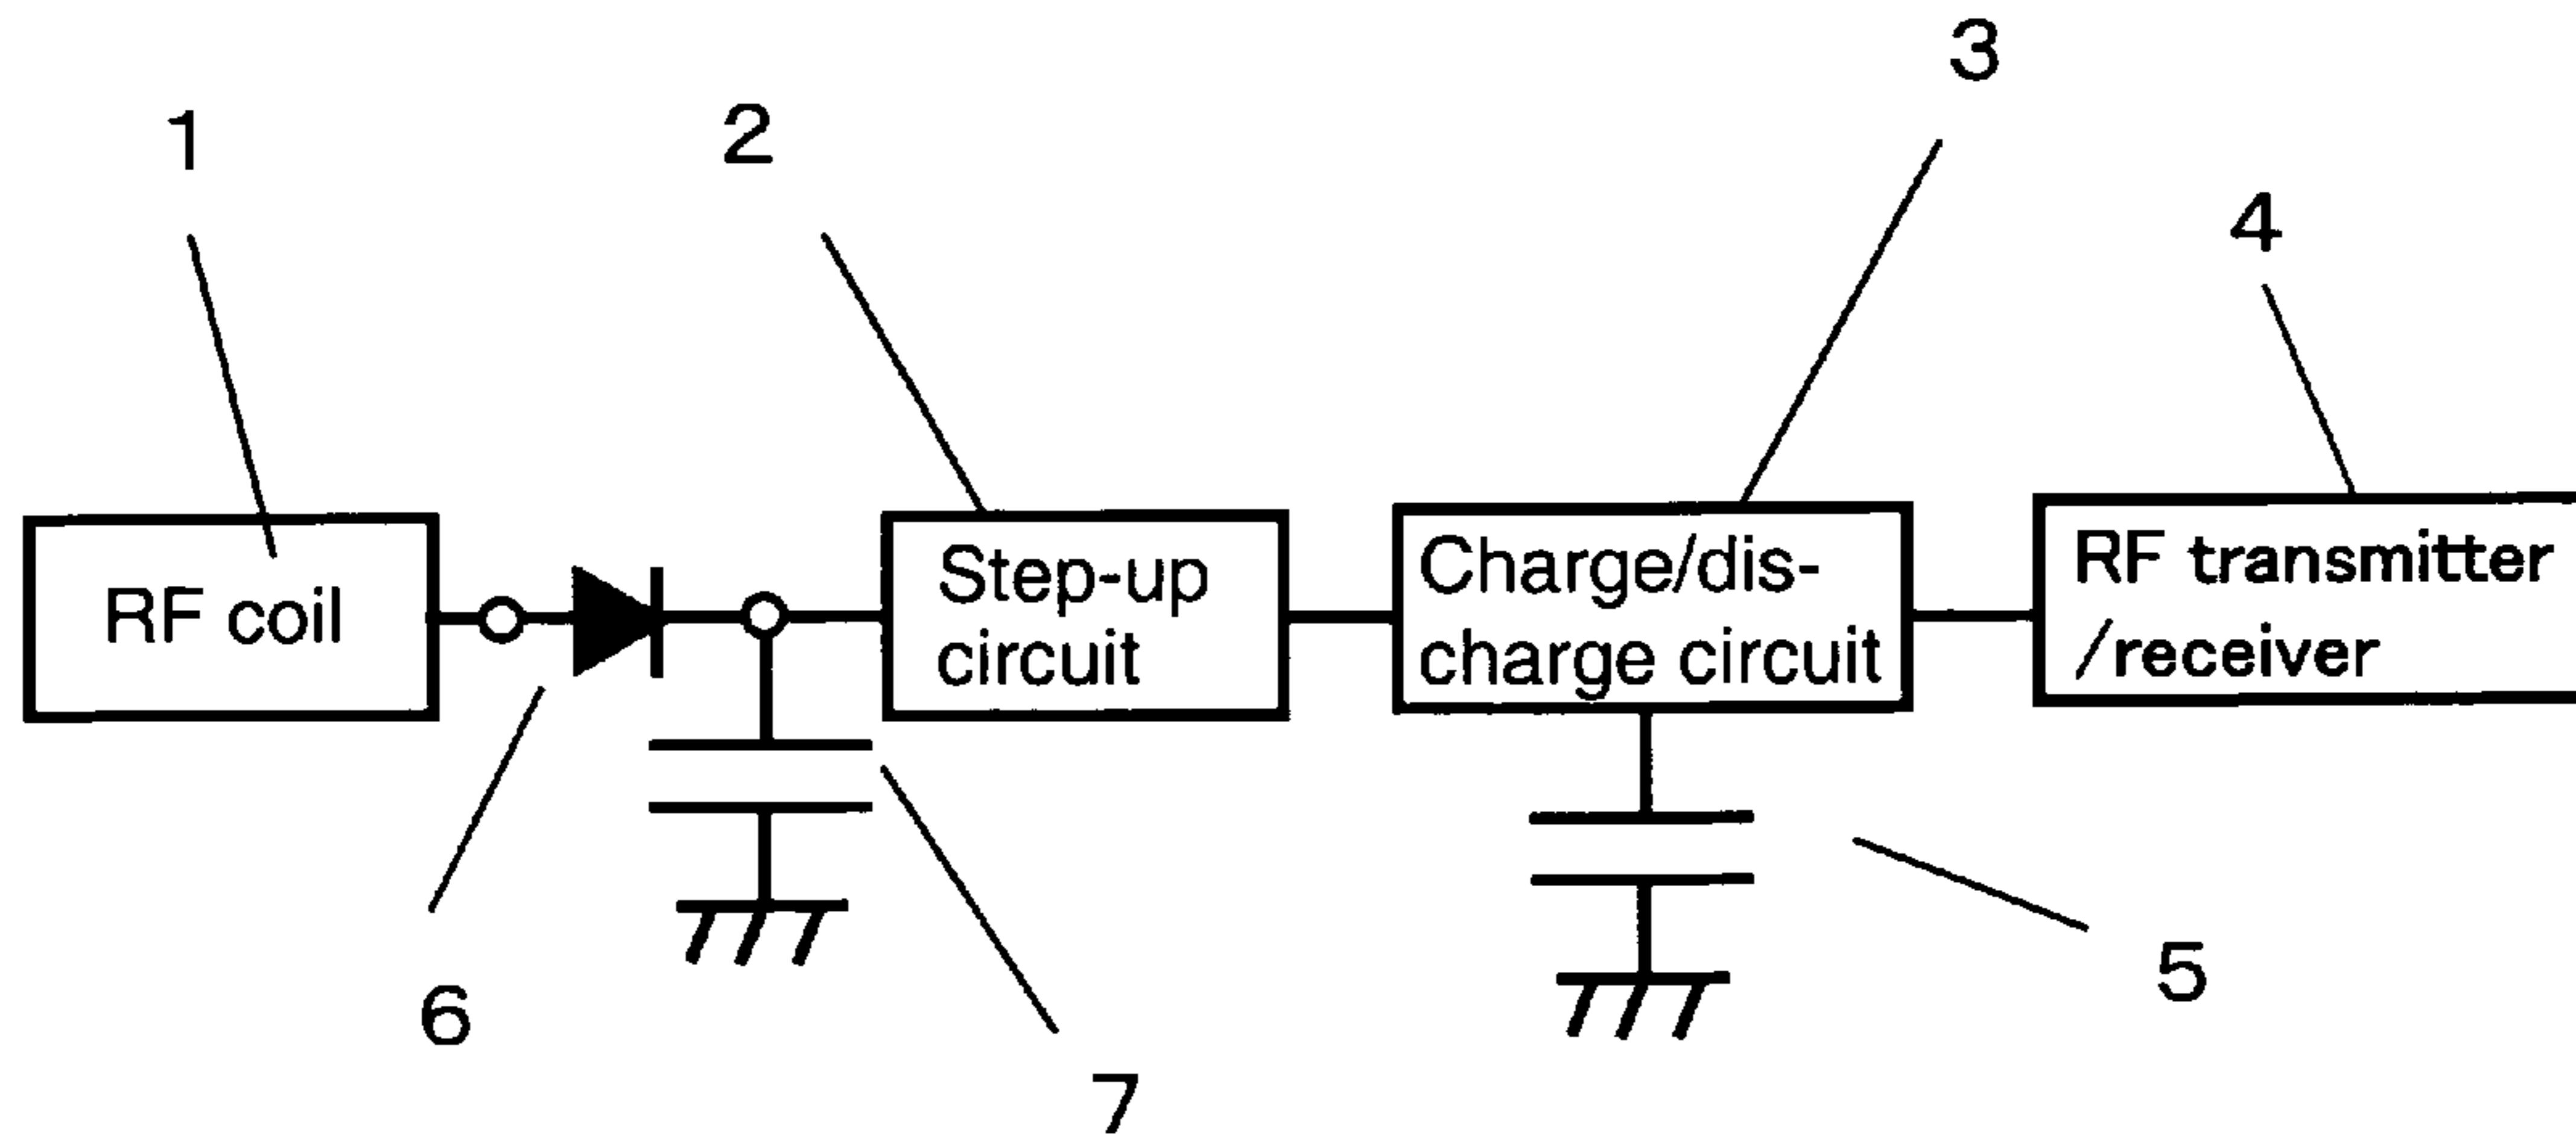 3
1
2
4
RF coil
Step-up
circuit
Charge/dis-
charge circuit
RF transmitter
/receiver
6
7
5